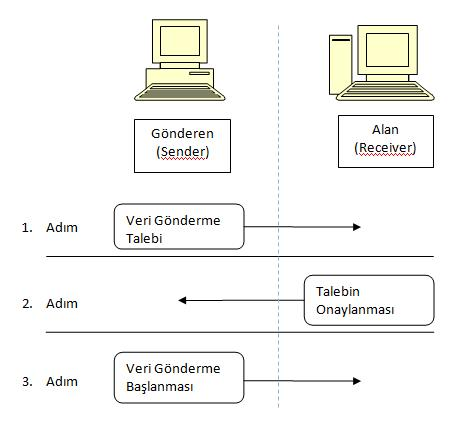 Gönderen
(Sender)
Alan
(Receiver)
1. Adım
Veri Gönderme
Talebi
2. Adım
Talebin
Onaylanması
3. Adım
Veri Gönderme
Başlanması